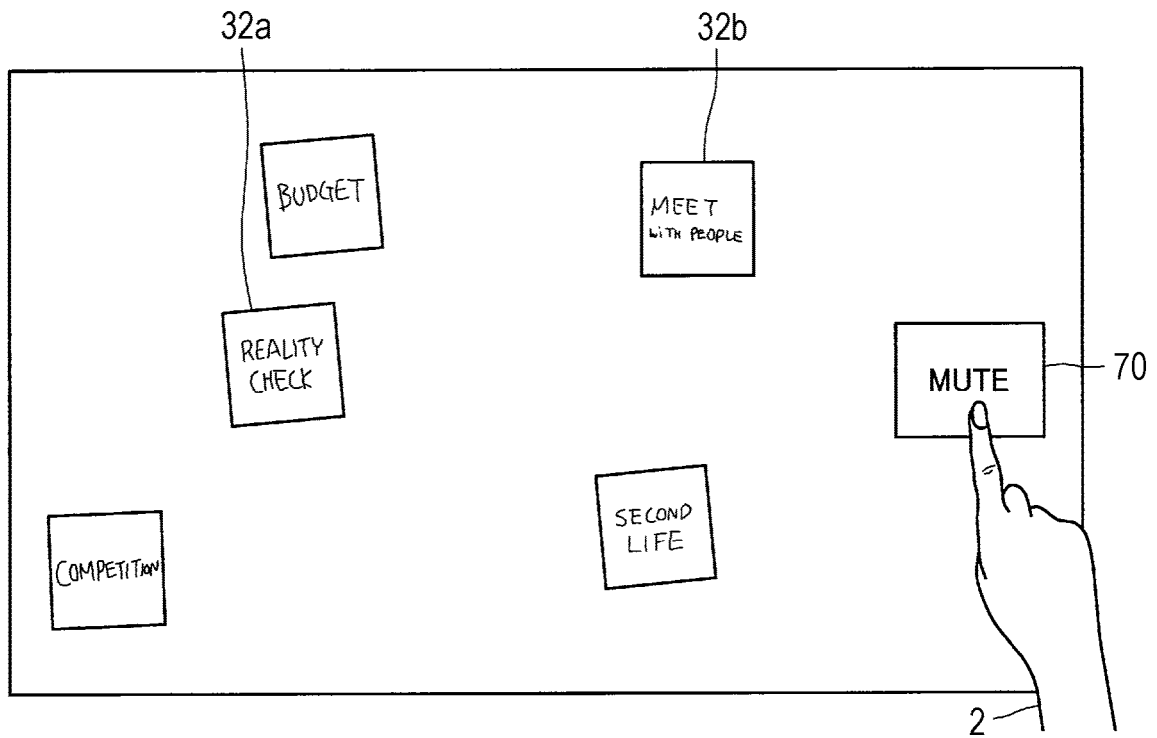 32a
32b
BUDGET
MEET
WITH PEOPLE
REALITY
CHECK
MUTE
70
SECOND
LIFE
COMPETITION
2